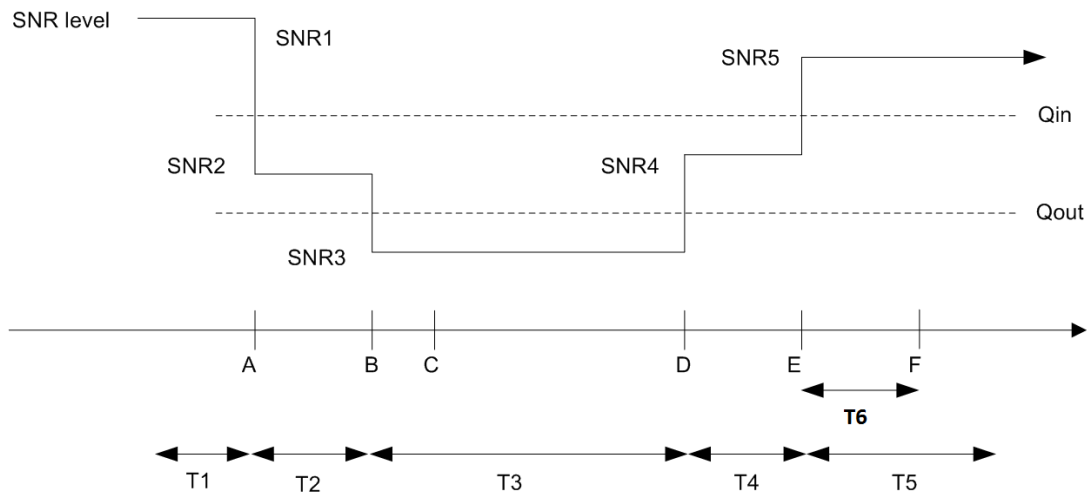 SNR level
SNR1
SNR5
Qin
SNR2
SNR4
Qout
SNR3
A B C D E F
T6
T1 T2 T3 T4 T5